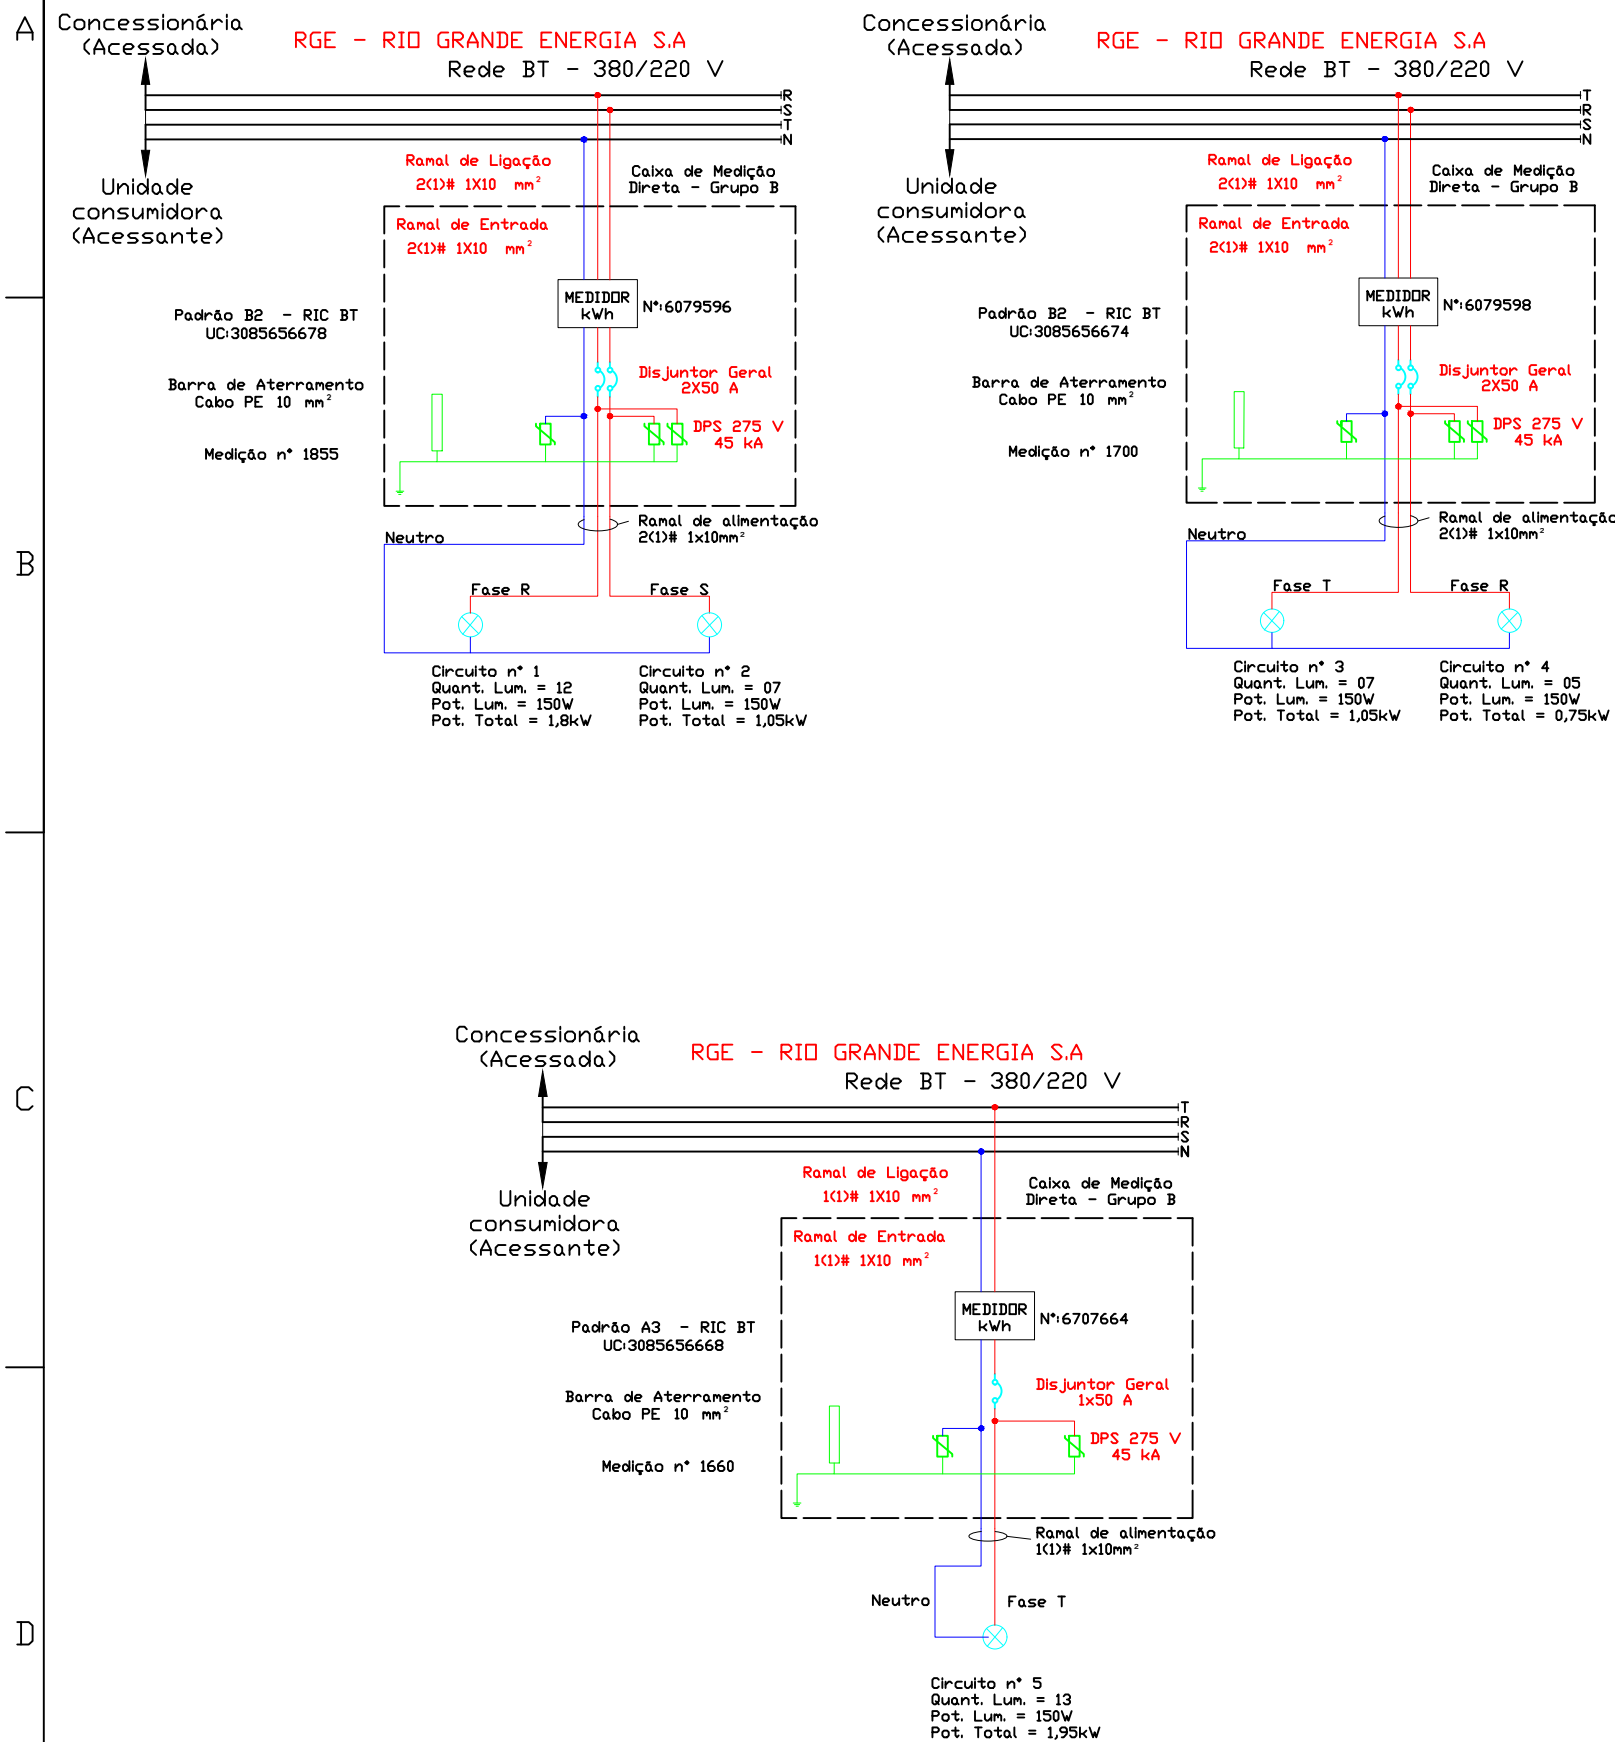 A
Concessionária
(Acessada)
RGE - RIO GRANDE ENERGIA S.A
Rede BT - 380/220 V
R
S
T
N
Unidade
consumidora
(Acessante)
Ramal de Ligação
2(1)# 1X10 mm²
Caixa de Medição
Direta - Grupo B
Ramal de Entrada
2(1)# 1X10 mm²
MEDIDOR
kWh
N°:6079596
Padrão B2 - RIC BT
UC:3085656678
Disjuntor Geral
2X50 A
Barra de Aterramento
Cabo PE 10 mm²
DPS 275 V
45 kA
Medição n° 1855
Ramal de alimentação
2(1)# 1x10mm²
Neutro
Fase R
Fase S
Circuito n° 1
Quant. Lum. = 12
Pot. Lum. = 150W
Pot. Total = 1,8kW
Circuito n° 2
Quant. Lum. = 07
Pot. Lum. = 150W
Pot. Total = 1,05kW
Concessionária
(Acessada)
RGE - RIO GRANDE ENERGIA S.A
Rede BT - 380/220 V
T
R
S
N
Unidade
consumidora
(Acessante)
Ramal de Ligação
2(1)# 1X10 mm²
Caixa de Medição
Direta - Grupo B
Ramal de Entrada
2(1)# 1X10 mm²
MEDIDOR
kWh
N°:6079598
Padrão B2 - RIC BT
UC:3085656674
Disjuntor Geral
2X50 A
Barra de Aterramento
Cabo PE 10 mm²
DPS 275 V
45 kA
Medição n° 1700
Ramal de alimentação
2(1)# 1x10mm²
Neutro
Fase T
Fase R
Circuito n° 3
Quant. Lum. = 07
Pot. Lum. = 150W
Pot. Total = 1,05kW
Circuito n° 4
Quant. Lum. = 05
Pot. Lum. = 150W
Pot. Total = 0,75kW
B
C
Concessionária
(Acessada)
RGE - RIO GRANDE ENERGIA S.A
Rede BT - 380/220 V
T
R
S
N
Unidade
consumidora
(Acessante)
Ramal de Ligação
1(1)# 1X10 mm²
Caixa de Medição
Direta - Grupo B
Ramal de Entrada
1(1)# 1X10 mm²
MEDIDOR
kWh
N°:6707664
Padrão A3 - RIC BT
UC:3085656668
Disjuntor Geral
1x50 A
Barra de Aterramento
Cabo PE 10 mm²
DPS 275 V
45 kA
Medição n° 1660
Ramal de alimentação
1(1)# 1x10mm²
Neutro
Fase T
D
Circuito n° 5
Quant. Lum. = 13
Pot. Lum. = 150W
Pot. Total = 1,95kW